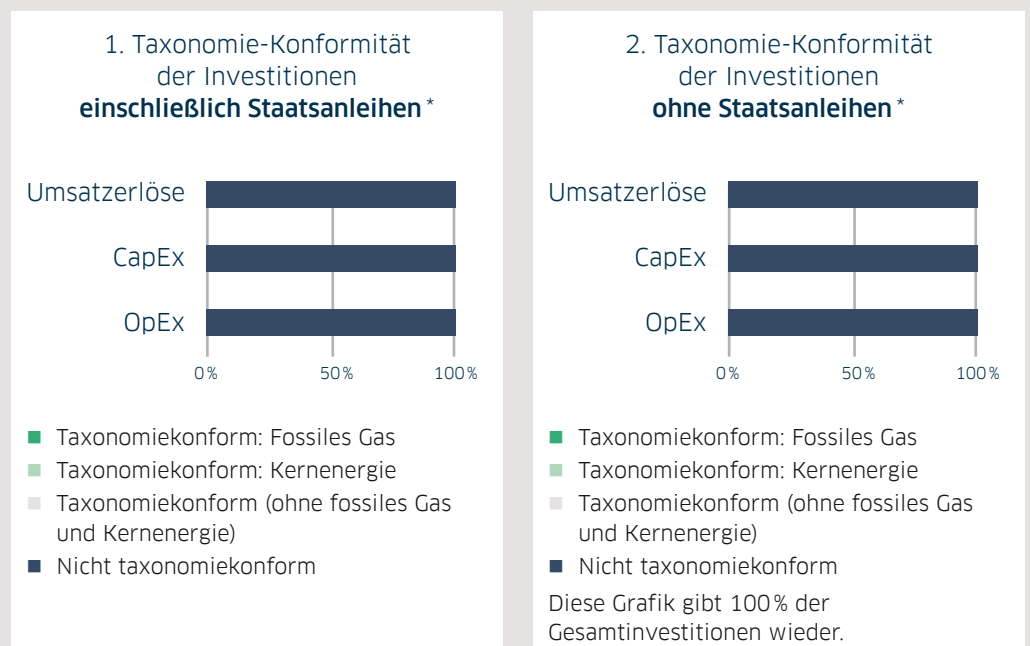 1. Taxonomie-Konformität
der Investitionen
einschließlich Staatsanleihen *
Umsatzerlöse
CapEx
OpEx
0 % 50 % 100 %
Taxonomiekonform: Fossiles Gas
Taxonomiekonform: Kernenergie
Taxonomiekonform (ohne fossiles Gas
und Kernenergie)
Nicht taxonomiekonform
2. Taxonomie-Konformität
der Investitionen
ohne Staatsanleihen *
Umsatzerlöse
CapEx
OpEx
0 % 50 % 100 %
Taxonomiekonform: Fossiles Gas
Taxonomiekonform: Kernenergie
Taxonomiekonform (ohne fossiles Gas
und Kernenergie)
Nicht taxonomiekonform
Diese Grafik gibt 100 % der
Gesamtinvestitionen wieder.